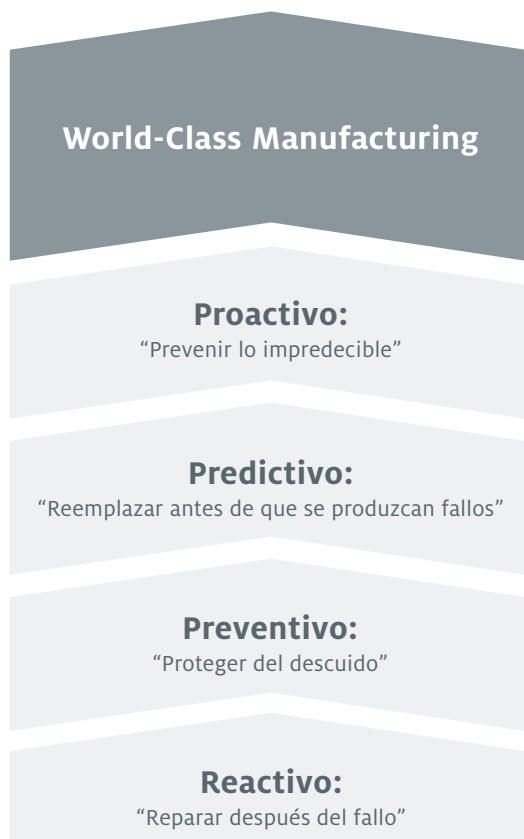 World-Class Manufacturing
Proactivo:
“Prevenir lo impredecible”
Predictivo:
“Reemplazar antes de que se produzcan fallos”
Preventivo:
“Proteger del descuido”
Reactivo:
“Reparar después del fallo”